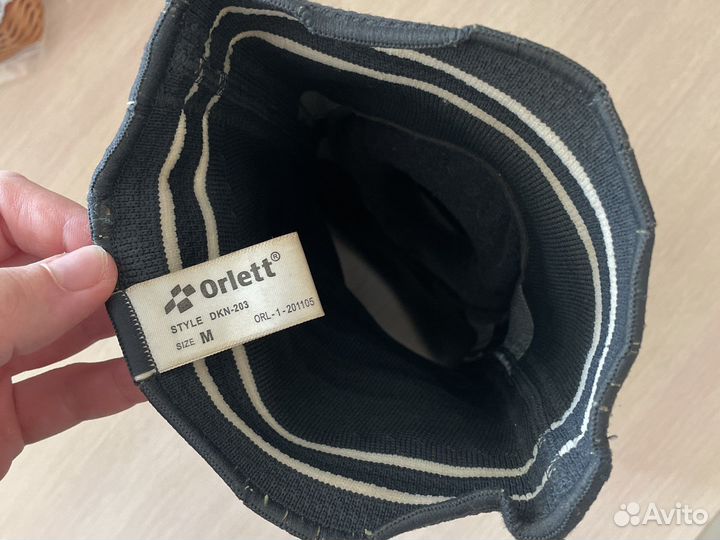 Orlett®
STYLE DKN-203
SIZE M ORL-1-201105
Avito